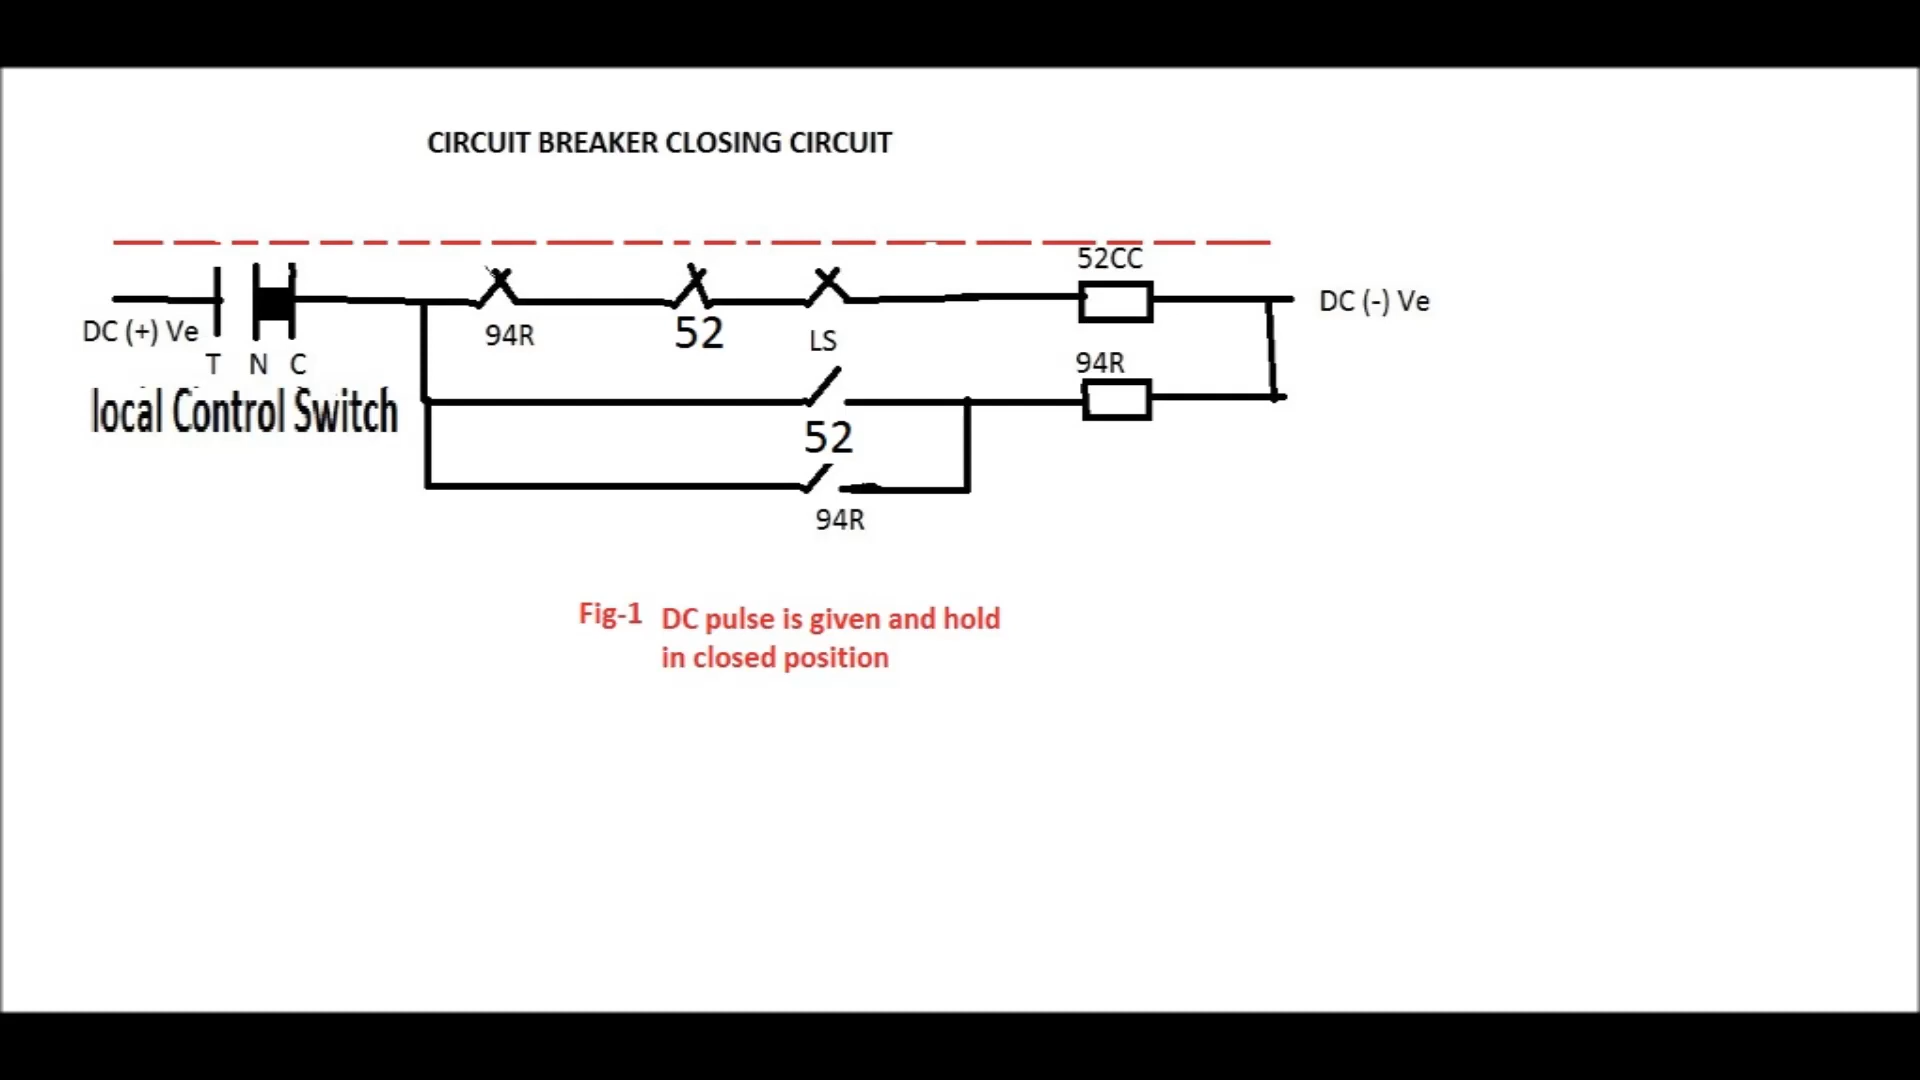 CIRCUIT BREAKER CLOSING CIRCUIT
52CC
DC (+) Ve
DC (-) Ve
94R
52
LS
T N C
94R
local Control Switch
52
94R
Fig-1 DC pulse is given and hold
in closed position